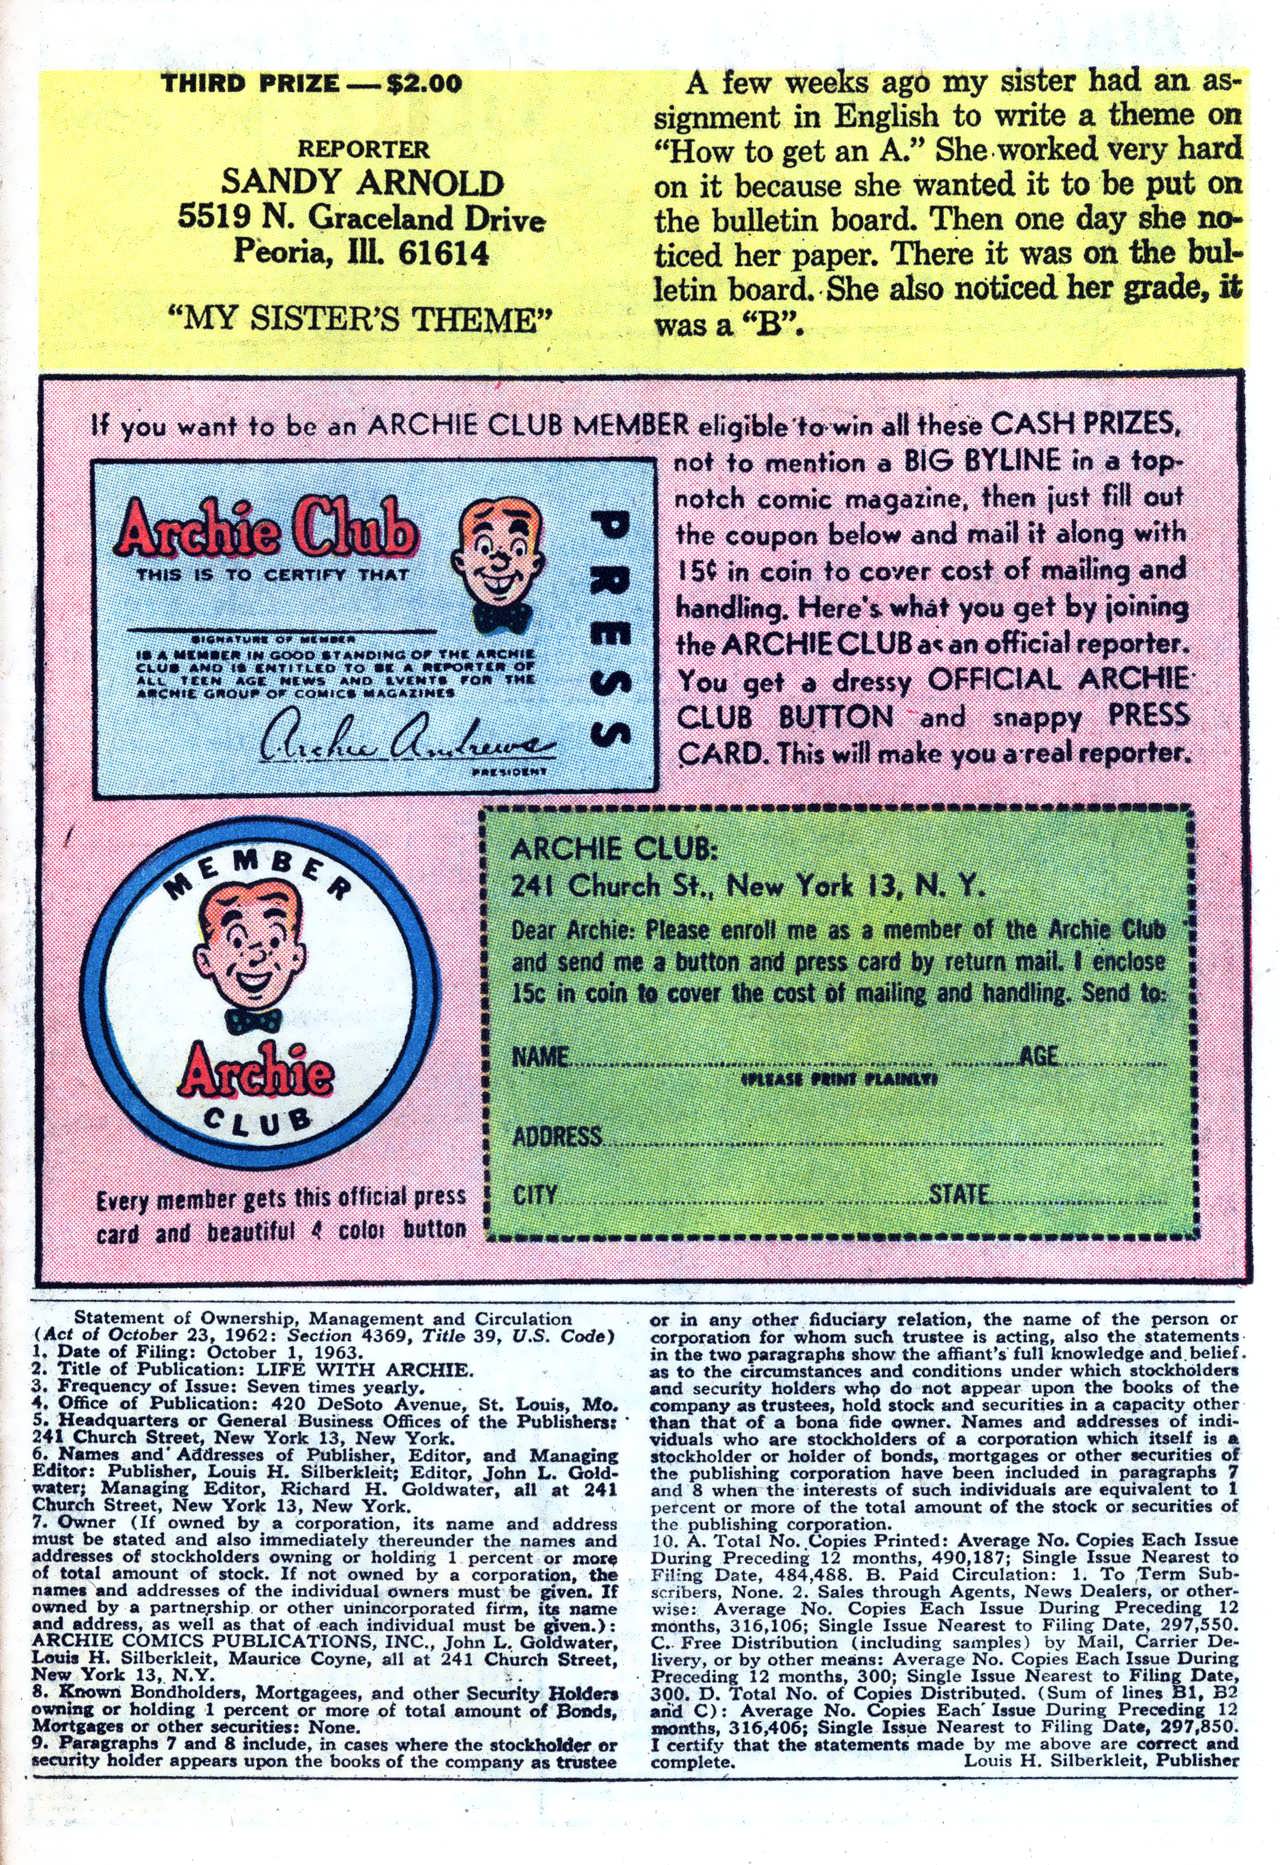 THIRD PRIZE — $2.00
REPORTER
SANDY ARNOLD
5519 N. Graceland Drive
Peoria, Ill. 61614
“MY SISTER’S THEME”
A few weeks ago my sister had an as-
signment in English to write a theme on
“How to get an A.” She worked very hard
on it because she wanted it to be put on
the bulletin board. Then one day she no-
ticed her paper. There it was on the bul-
letin board. She also noticed her grade, it
was a “B”.
If you want to be an ARCHIE CLUB MEMBER eligible to win all these CASH PRIZES,
not to mention a BIG BYLINE in a top-
notch comic magazine, then just fill out
the coupon below and mail it along with
15¢ in coin to cover cost of mailing and
handling. Here's what you get by joining
the ARCHIE CLUB as an official reporter.
You get a dressy OFFICIAL ARCHIE
CLUB BUTTON and snappy PRESS
CARD. This will make you a real reporter.
Archie Club
THIS IS TO CERTIFY THAT
SIGNATURE OF MEMBER
IS A MEMBER IN GOOD STANDING OF THE ARCHIE
CLUB AND IS ENTITLED TO BE A REPORTER OF
ALL TEEN AGE NEWS AND EVENTS FOR THE
ARCHIE GROUP OF COMICS MAGAZINES
Archie Andrews
PRESIDENT
PRESS
MEMBER
Archie
CLUB
Every member gets this official press
card and beautiful 4 color button
ARCHIE CLUB:
241 Church St., New York 13, N. Y.
Dear Archie: Please enroll me as a member of the Archie Club
and send me a button and press card by return mail. I enclose
15c in coin to cover the cost of mailing and handling. Send to:
NAME AGE
(PLEASE PRINT PLAINLY)
ADDRESS
CITY STATE
Statement of Ownership, Management and Circulation
(Act of October 23, 1962: Section 4369, Title 39, U.S. Code)
1. Date of Filing: October 1, 1963.
2. Title of Publication: LIFE WITH ARCHIE.
3. Frequency of Issue: Seven times yearly.
4. Office of Publication: 420 DeSoto Avenue, St. Louis, Mo.
5. Headquarters or General Business Offices of the Publishers:
241 Church Street, New York 13, New York.
6. Names and Addresses of Publisher, Editor, and Managing
Editor: Publisher, Louis H. Silberkleit; Editor, John L. Gold-
water; Managing Editor, Richard H. Goldwater, all at 241
Church Street, New York 13, New York.
7. Owner (If owned by a corporation, its name and address
must be stated and also immediately thereunder the names and
addresses of stockholders owning or holding 1 percent or more
of total amount of stock. If not owned by a corporation, the
names and addresses of the individual owners must be given. If
owned by a partnership or other unincorporated firm, its name
and address, as well as that of each individual must be given.):
ARCHIE COMICS PUBLICATIONS, INC., John L. Goldwater,
Louis H. Silberkleit, Maurice Coyne, all at 241 Church Street,
New York 13, N.Y.
8. Known Bondholders, Mortgagees, and other Security Holders
owning or holding 1 percent or more of total amount of Bonds,
Mortgages or other securities: None.
9. Paragraphs 7 and 8 include, in cases where the stockholder or
security holder appears upon the books of the company as trustee
or in any other fiduciary relation, the name of the person or
corporation for whom such trustee is acting, also the statements
in the two paragraphs show the affiant's full knowledge and belief
as to the circumstances and conditions under which stockholders
and security holders who do not appear upon the books of the
company as trustees, hold stock and securities in a capacity other
than that of a bona fide owner. Names and addresses of indi-
viduals who are stockholders of a corporation which itself is a
stockholder or holder of bonds, mortgages or other securities of
the publishing corporation have been included in paragraphs 7
and 8 when the interests of such individuals are equivalent to 1
percent or more of the total amount of the stock or securities of
the publishing corporation.
10. A. Total No. Copies Printed: Average No. Copies Each Issue
During Preceding 12 months, 490,187; Single Issue Nearest to
Filing Date, 484,488. B. Paid Circulation: 1. To Term Sub-
scribers, None. 2. Sales through Agents, News Dealers, or other-
wise: Average No. Copies Each Issue During Preceding 12
months, 316,106; Single Issue Nearest to Filing Date, 297,550.
C. Free Distribution (including samples) by Mail, Carrier De-
livery, or by other means: Average No. Copies Each Issue During
Preceding 12 months, 300; Single Issue Nearest to Filing Date,
300. D. Total No. of Copies Distributed. (Sum of lines B1, B2
and C): Average No. Copies Each Issue During Preceding 12
months, 316,406; Single Issue Nearest to Filing Date, 297,850.
I certify that the statements made by me above are correct and
complete. Louis H. Silberkleit, Publisher